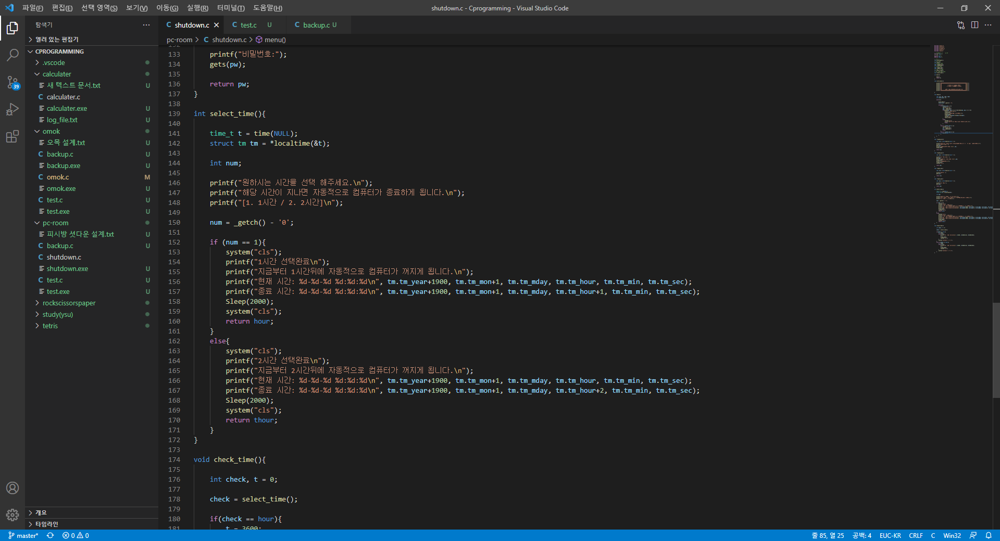 파일(F) 편집(E) 선택 영역(S) 보기(V) 이동(G) 실행(R) 터미널(T) 도움말(H)
shutdown.c - Cprogramming - Visual Studio Code
탐색기
shutdown.c
test.c U
backup.c U
pc-room > C shutdown.c > menu()
열려 있는 편집기
CPROGRAMMING
.vscode
calculater
새 텍스트 문서.txt U
calculater.c
calculater.exe U
log_file.txt U
omok
오목 설계.txt U
backup.c U
backup.exe U
omok.c M
omok.exe U
test.c U
test.exe U
pc-room
피시방 셧다운 설계.txt U
backup.c U
shutdown.c
shutdown.exe U
test.c U
test.exe U
rockscissorspaper
study(ysu)
tetris
개요
타임라인
39
132
133 printf("비밀번호:");
134 gets(pw);
135
136 return pw;
137 }
138
139 int select_time(){
140
141 time_t t = time(NULL);
142 struct tm tm = *localtime(&t);
143
144 int num;
145
146 printf("원하시는 시간을 선택 해주세요.\n");
147 printf("해당 시간이 지나면 자동적으로 컴퓨터가 종료하게 됩니다.\n");
148 printf("[1. 1시간 / 2. 2시간]\n");
149
150 num = _getch() - '0';
151
152 if (num == 1){
153 system("cls");
154 printf("1시간 선택완료\n");
155 printf("지금부터 1시간뒤에 자동적으로 컴퓨터가 꺼지게 됩니다.\n");
156 printf("현재 시간: %d-%d-%d %d:%d:%d\n", tm.tm_year+1900, tm.tm_mon+1, tm.tm_mday, tm.tm_hour, tm.tm_min, tm.tm_sec);
157 printf("종료 시간: %d-%d-%d %d:%d:%d\n", tm.tm_year+1900, tm.tm_mon+1, tm.tm_mday, tm.tm_hour+1, tm.tm_min, tm.tm_sec);
158 Sleep(2000);
159 system("cls");
160 return hour;
161 }
162 else{
163 system("cls");
164 printf("2시간 선택완료\n");
165 printf("지금부터 2시간뒤에 자동적으로 컴퓨터가 꺼지게 됩니다.\n");
166 printf("현재 시간: %d-%d-%d %d:%d:%d\n", tm.tm_year+1900, tm.tm_mon+1, tm.tm_mday, tm.tm_hour, tm.tm_min, tm.tm_sec);
167 printf("종료 시간: %d-%d-%d %d:%d:%d\n", tm.tm_year+1900, tm.tm_mon+1, tm.tm_mday, tm.tm_hour+2, tm.tm_min, tm.tm_sec);
168 Sleep(2000);
169 system("cls");
170 return thour;
171 }
172 }
173
174 void check_time(){
175
176 int check, t = 0;
177
178 check = select_time();
179
180 if(check == hour){
181 t = 3600;
master* 0 0
줄 85, 열 25 공백: 4 EUC-KR CRLF C Win32